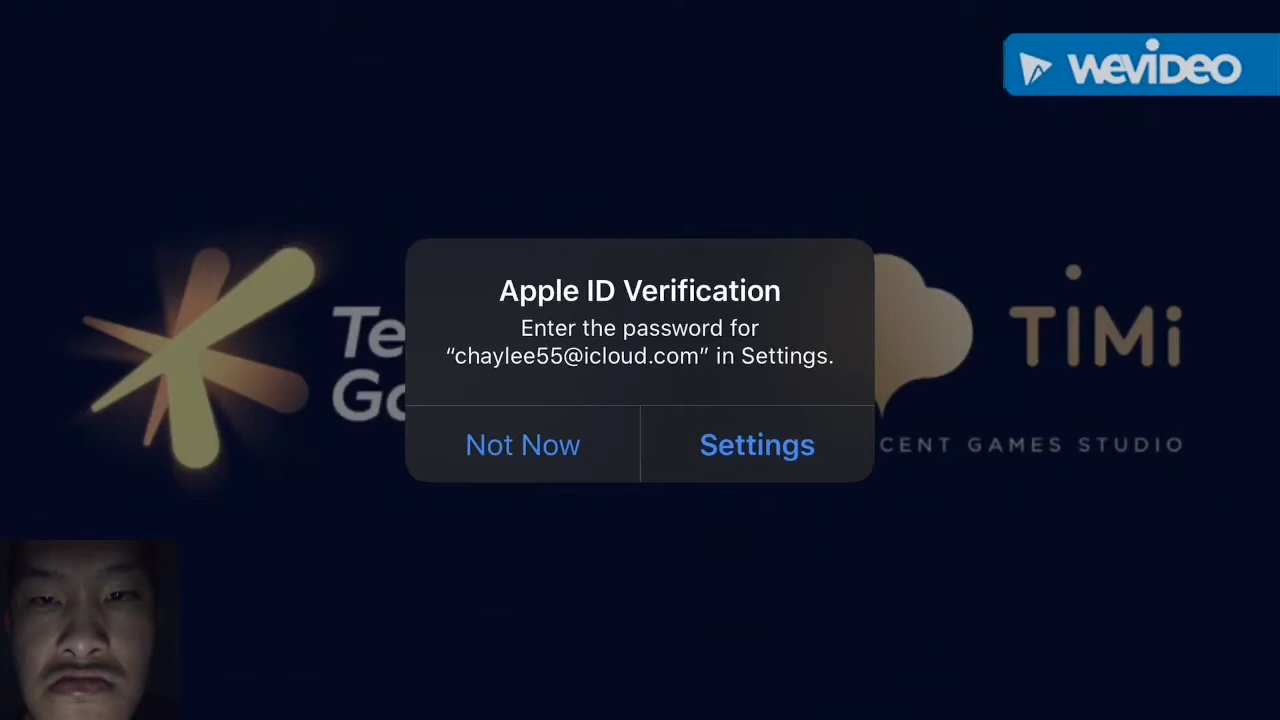 WEVIDEO
Apple ID Verification
Enter the password for
“chaylee55@icloud.com” in Settings.
Te
TiMi
Not Now
Settings
CENT GAMES STUDIO